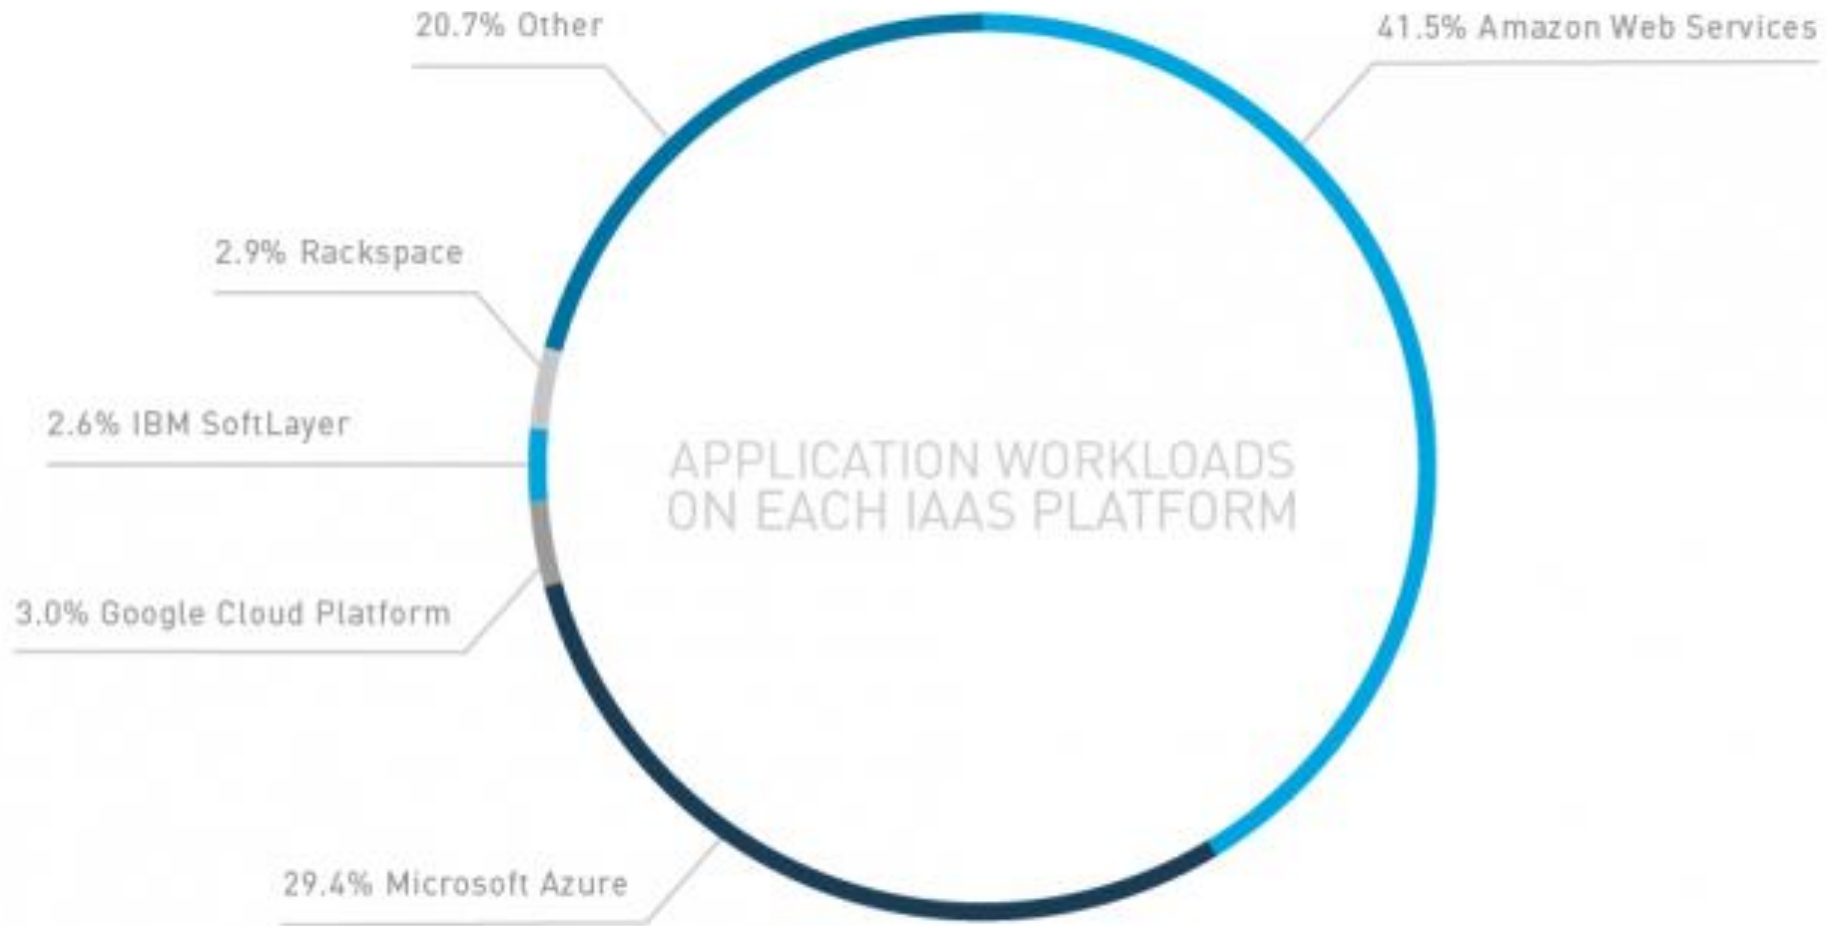 20.7% Other
41.5% Amazon Web Services
2.9% Rackspace
2.6% IBM SoftLayer
APPLICATION WORKLOADS
ON EACH IAAS PLATFORM
3.0% Google Cloud Platform
29.4% Microsoft Azure